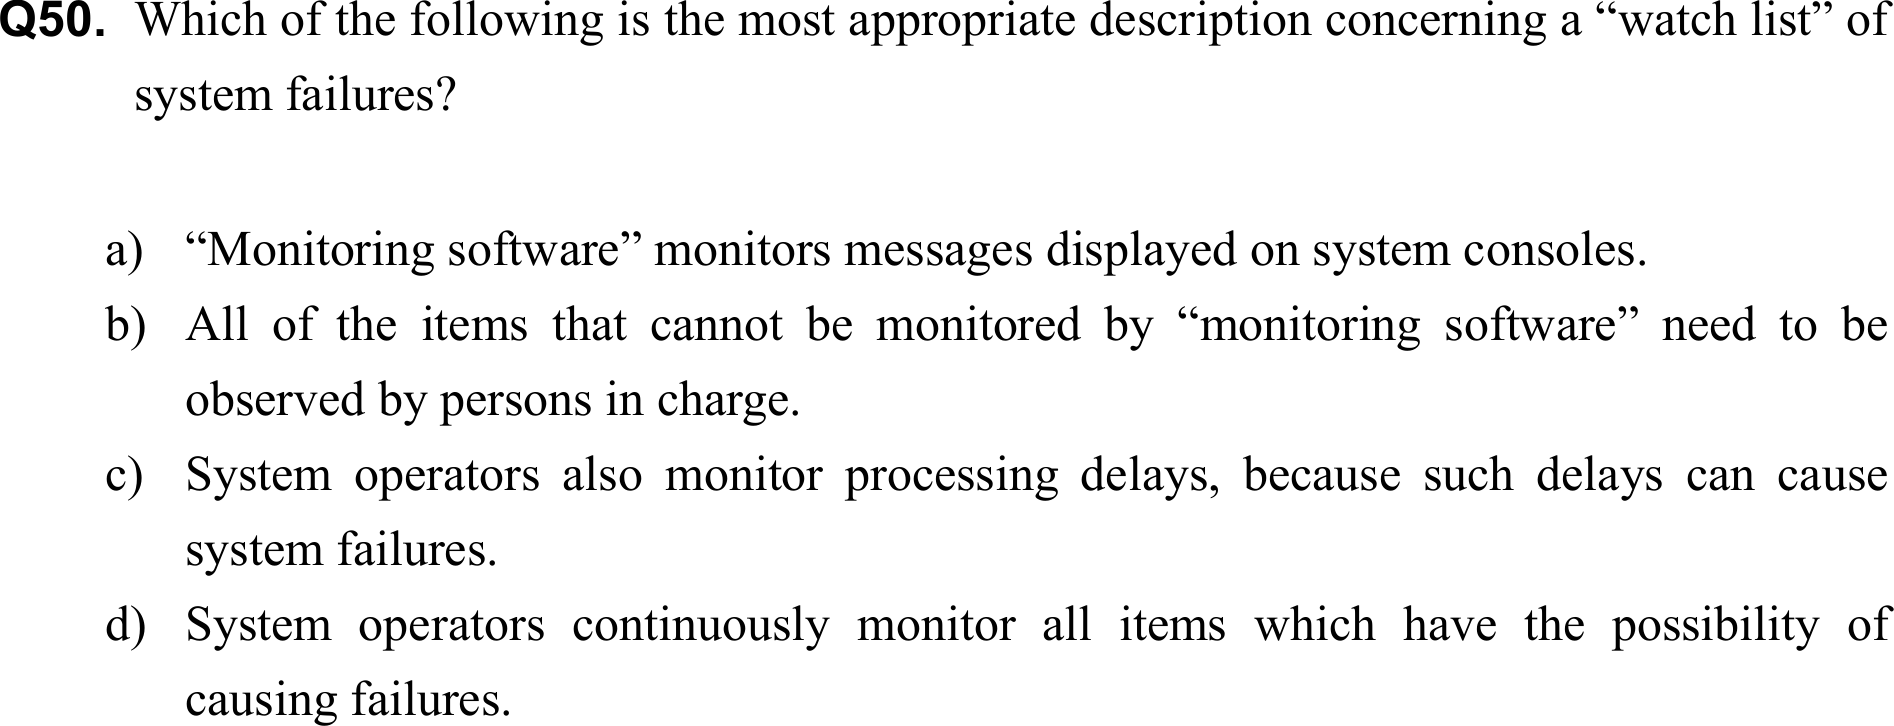 Q50. Which of the following is the most appropriate description concerning a “watch list” of
system failures?
a) “Monitoring software” monitors messages displayed on system consoles.
b) All of the items that cannot be monitored by “monitoring software” need to be
observed by persons in charge.
c) System operators also monitor processing delays, because such delays can cause
system failures.
d) System operators continuously monitor all items which have the possibility of
causing failures.